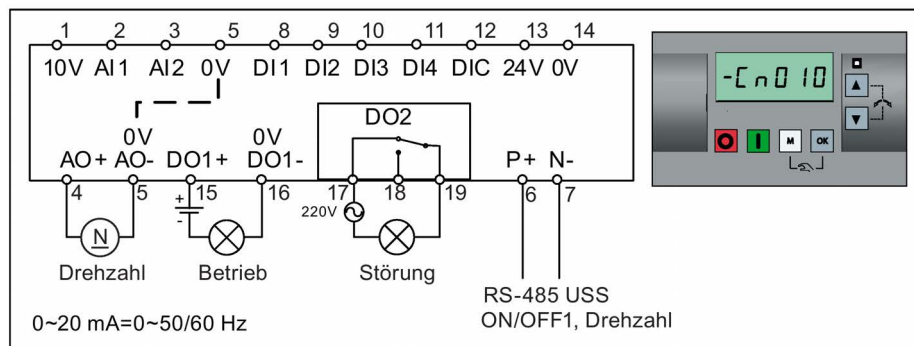 1 2 3 5 8 9 10 11 12 13 14
10V AI1 AI2 0V DI1 DI2 DI3 DI4 DIC 24V 0V
-Cn010
DO2
0V 0V
AO+ AO- DO1+ DO1- P+ N-
M OK
4 5 15 16 17 18 19 6 7
+
-
220V
N
Drehzahl Betrieb Störung
RS-485 USS
ON/OFF1, Drehzahl
0~20 mA=0~50/60 Hz